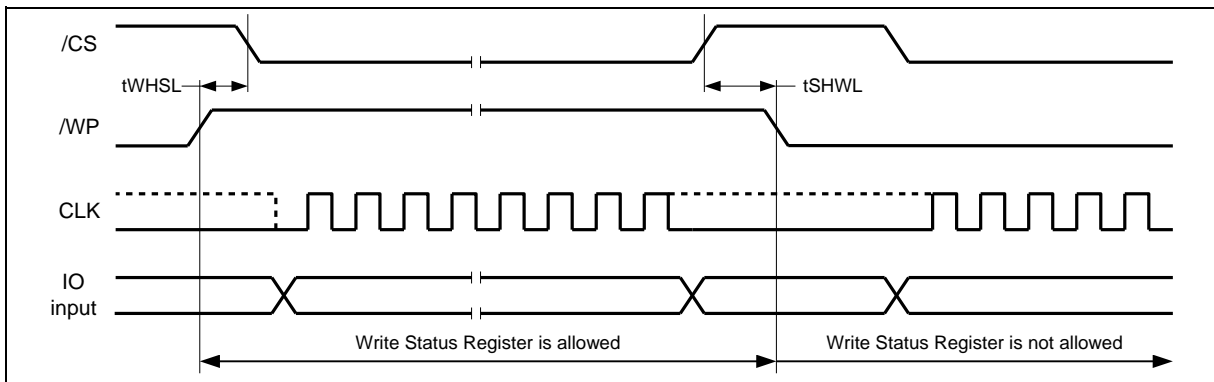 /CS
tWHSL
tSHWL
/WP
CLK
IO
input
Write Status Register is allowed
Write Status Register is not allowed